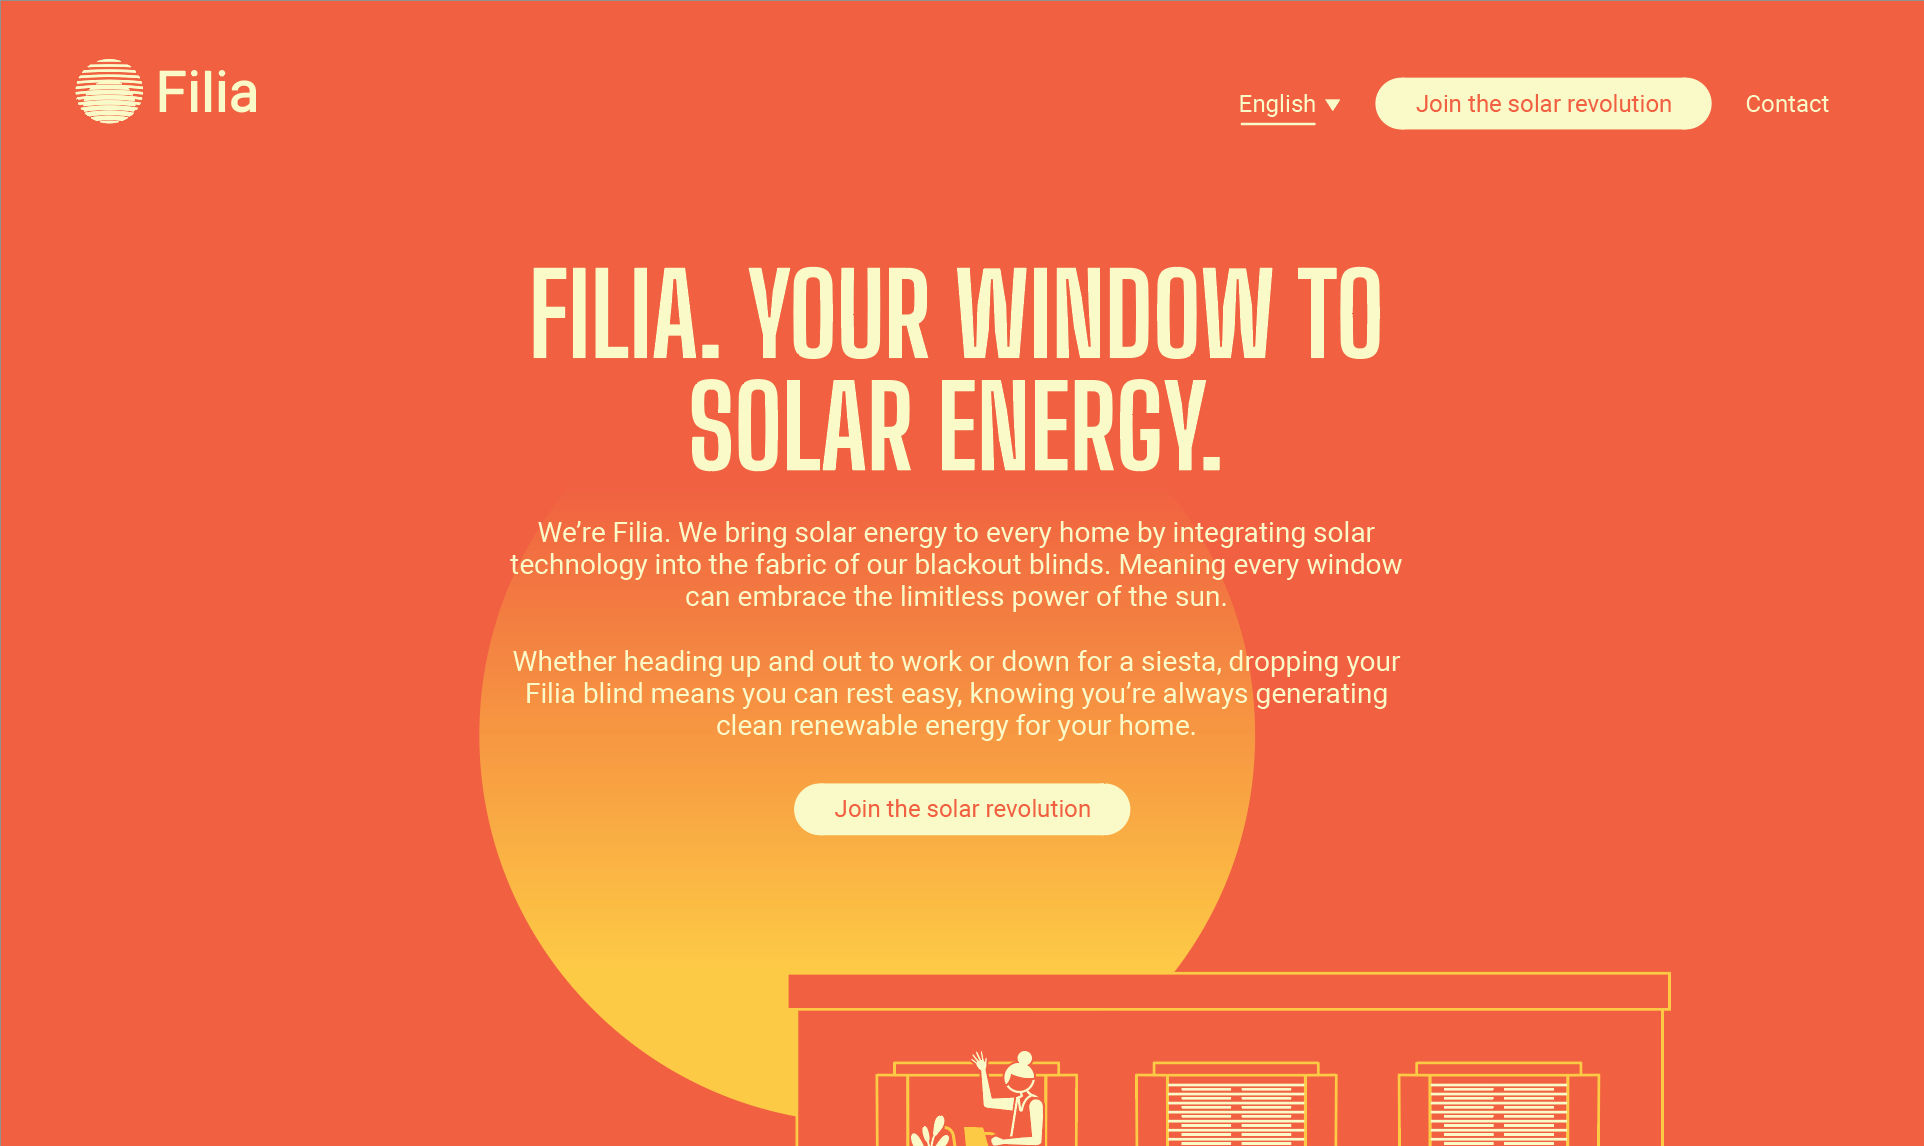 Filia
English
Join the solar revolution
Contact
FILIA. YOUR WINDOW TO
SOLAR ENERGY.
We’re Filia. We bring solar energy to every home by integrating solar
technology into the fabric of our blackout blinds. Meaning every window
can embrace the limitless power of the sun.
Whether heading up and out to work or down for a siesta, dropping your
Filia blind means you can rest easy, knowing you’re always generating
clean renewable energy for your home.
Join the solar revolution